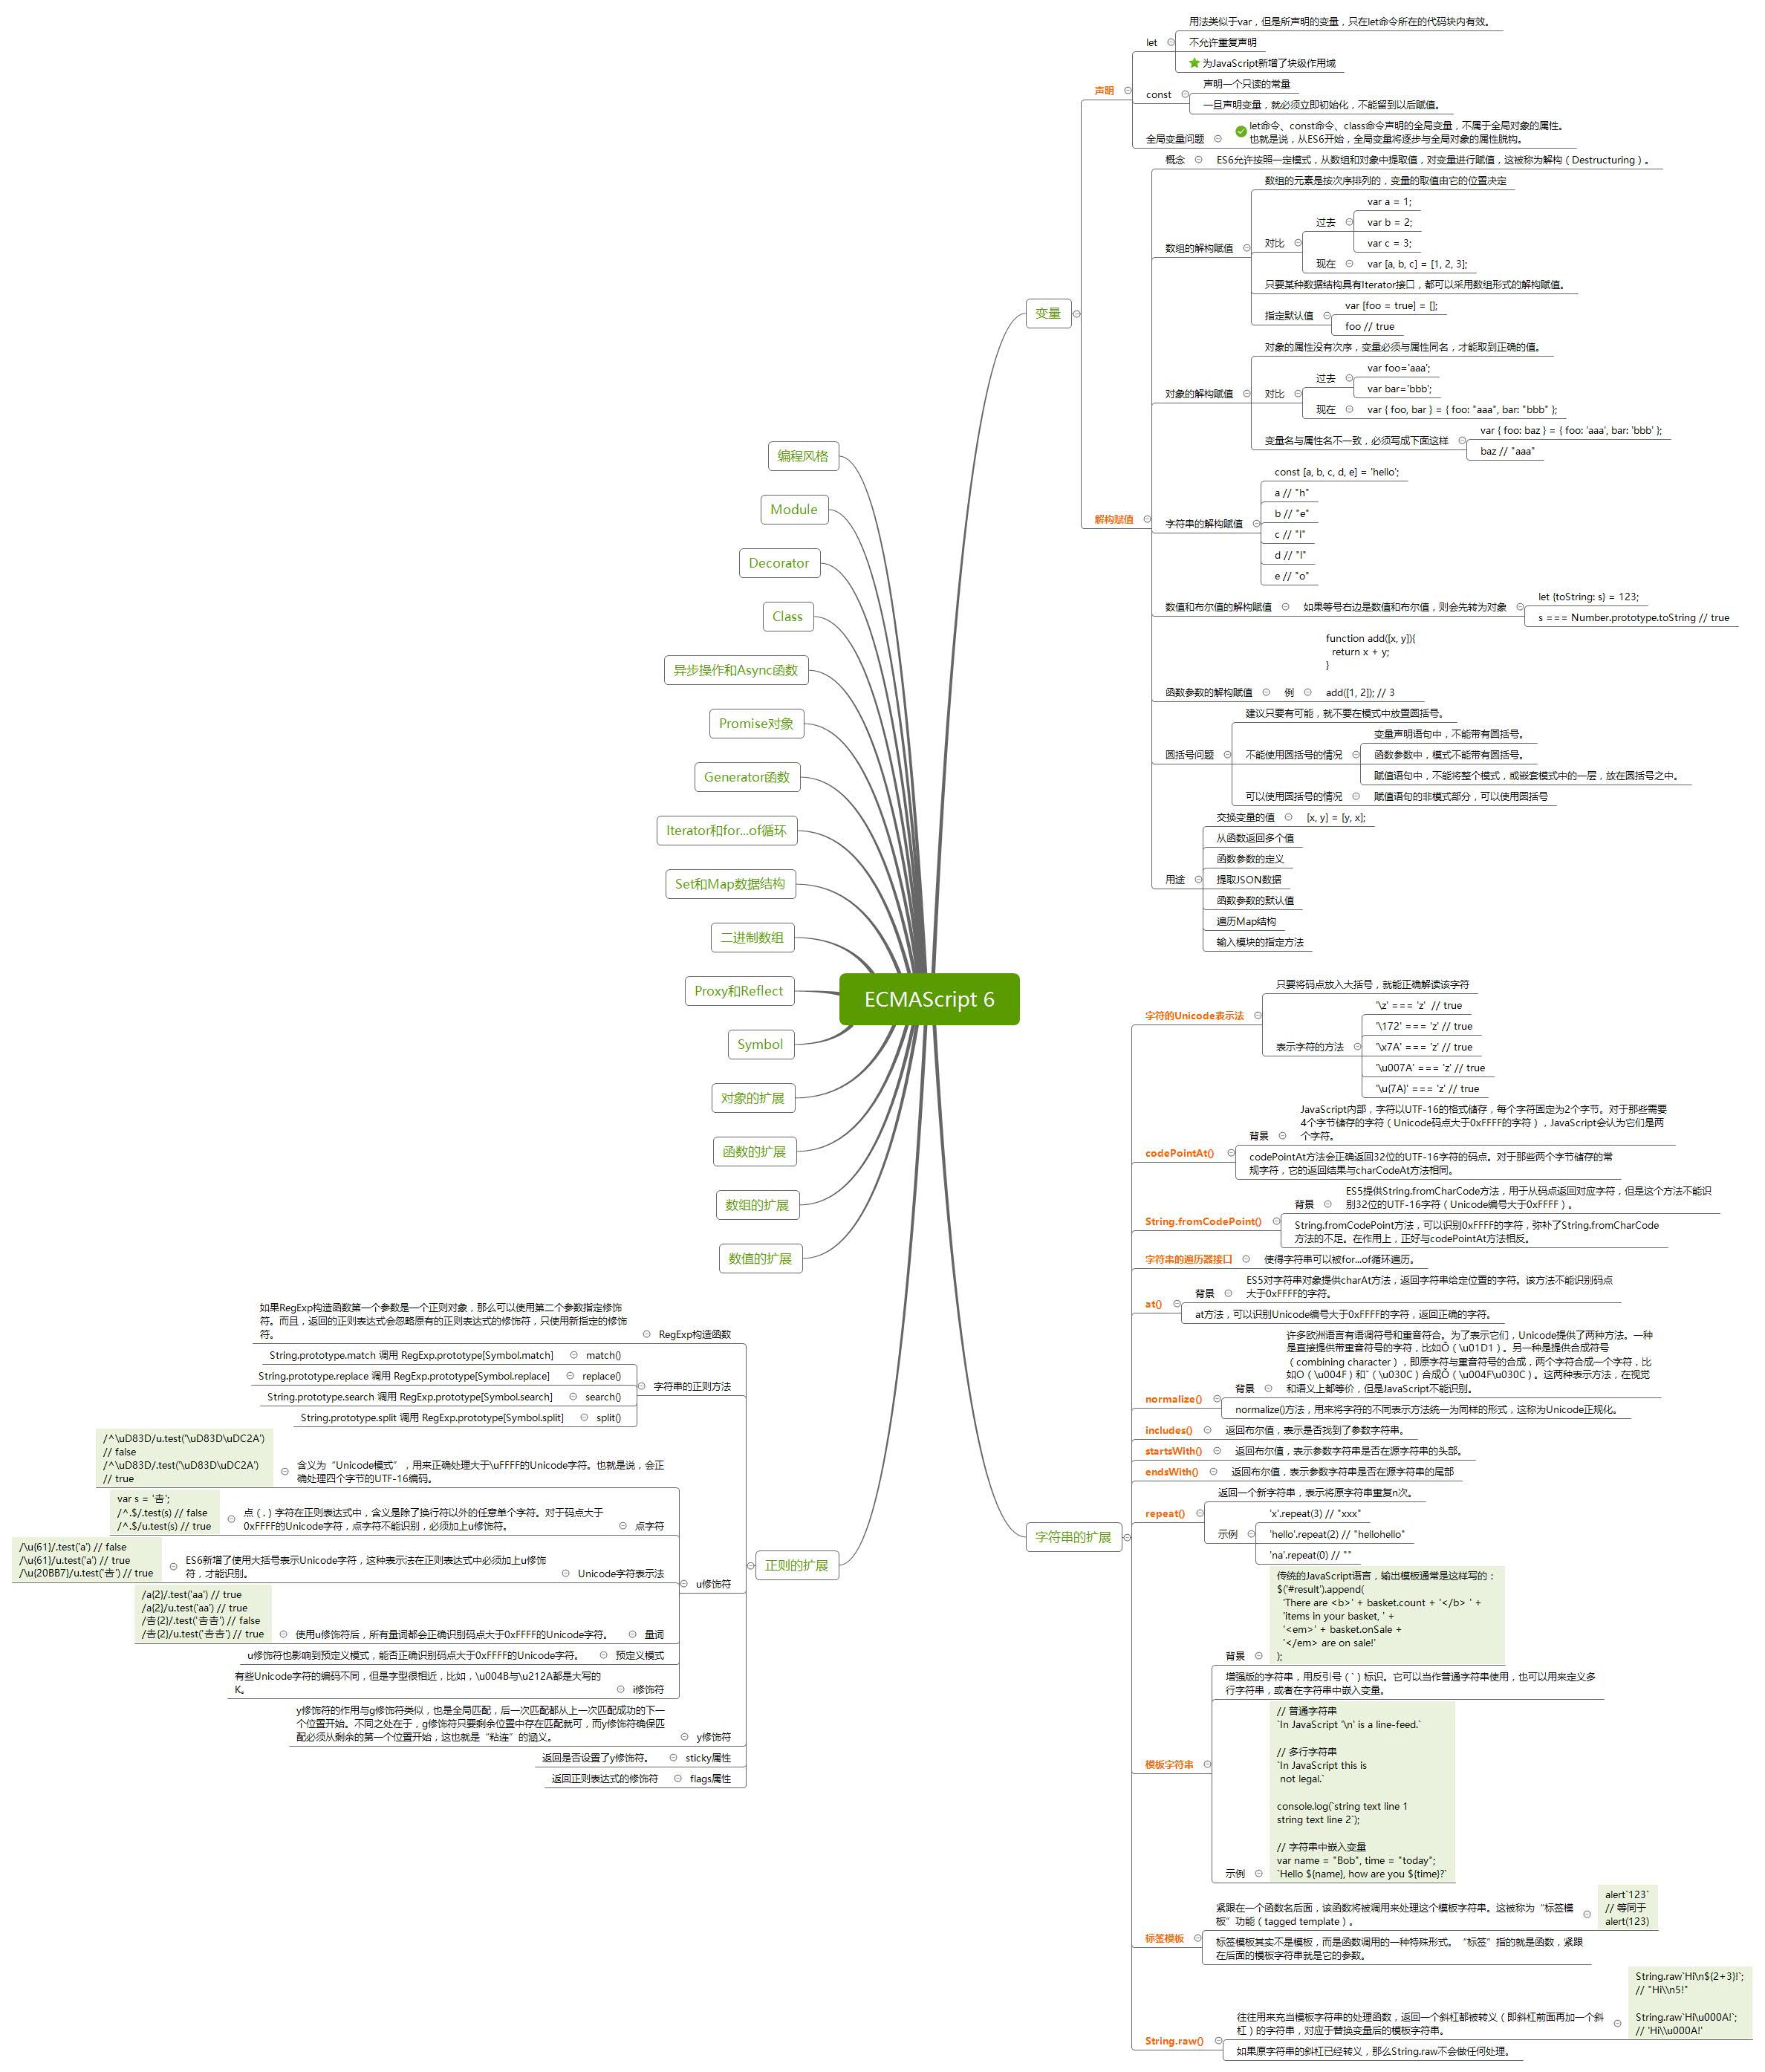 ECMAScript 6
变量
声明
let
用法类似于var，但是所声明的变量，只在let命令所在的代码块内有效。
不允许重复声明
为JavaScript新增了块级作用域
const
声明一个只读的常量
一旦声明变量，就必须立即初始化，不能留到以后赋值。
全局变量问题
let命令、const命令、class命令声明的全局变量，不属于全局对象的属性。
也就是说，从ES6开始，全局变量将逐步与全局对象的属性脱构。
解构赋值
概念
ES6允许按照一定模式，从数组和对象中提取值，对变量进行赋值，这被称为解构（Destructuring）。
数组的解构赋值
数组的元素是按次序排列的，变量的取值由它的位置决定
对比
过去
var a = 1;
var b = 2;
var c = 3;
现在
var [a, b, c] = [1, 2, 3];
只要某种数据结构具有Iterator接口，都可以采用数组形式的解构赋值。
指定默认值
var [foo = true] = [];
foo // true
对象的解构赋值
对象的属性没有次序，变量必须与属性同名，才能取到正确的值。
对比
过去
var foo='aaa';
var bar='bbb';
现在
var { foo, bar } = { foo: "aaa", bar: "bbb" };
变量名与属性名不一致，必须写成下面这样
var { foo: baz } = { foo: 'aaa', bar: 'bbb' };
baz // "aaa"
字符串的解构赋值
const [a, b, c, d, e] = 'hello';
a // "h"
b // "e"
c // "l"
d // "l"
e // "o"
数值和布尔值的解构赋值
如果等号右边是数值和布尔值，则会先转为对象
let {toString: s} = 123;
s === Number.prototype.toString // true
函数参数的解构赋值
例
function add([x, y]){
return x + y;
}
add([1, 2]); // 3
圆括号问题
建议只要有可能，就不要在模式中放置圆括号。
不能使用圆括号的情况
变量声明语句中，不能带有圆括号。
函数参数中，模式不能带有圆括号。
赋值语句中，不能将整个模式，或嵌套模式中的一层，放在圆括号之中。
可以使用圆括号的情况
赋值语句的非模式部分，可以使用圆括号
用途
交换变量的值
[x, y] = [y, x];
从函数返回多个值
函数参数的定义
提取JSON数据
函数参数的默认值
遍历Map结构
输入模块的指定方法
字符串的扩展
字符的Unicode表示法
只要将码点放入大括号，就能正确解读该字符
表示字符的方法
'\z' === 'z' // true
'\172' === 'z' // true
'\x7A' === 'z' // true
'\u007A' === 'z' // true
'\u{7A}' === 'z' // true
codePointAt()
背景
JavaScript内部，字符以UTF-16的格式储存，每个字符固定为2个字节。对于那些需要
4个字节储存的字符（Unicode码点大于0xFFFF的字符），JavaScript会认为它们是两
个字符。
codePointAt方法会正确返回32位的UTF-16字符的码点。对于那些两个字节储存的常
规字符，它的返回结果与charCodeAt方法相同。
String.fromCodePoint()
背景
ES5提供String.fromCharCode方法，用于从码点返回对应字符，但是这个方法不能识
别32位的UTF-16字符（Unicode编号大于0xFFFF）。
String.fromCodePoint方法，可以识别0xFFFF的字符，弥补了String.fromCharCode
方法的不足。在作用上，正好与codePointAt方法相反。
字符串的遍历器接口
使得字符串可以被for...of循环遍历。
at()
背景
ES5对字符串对象提供charAt方法，返回字符串给定位置的字符。该方法不能识别码点
大于0xFFFF的字符。
at方法，可以识别Unicode编号大于0xFFFF的字符，返回正确的字符。
normalize()
背景
许多欧洲语言有语调符号和重音符合。为了表示它们，Unicode提供了两种方法。一种
是直接提供带重音符号的字符，比如Ǒ（\u01D1）。另一种是提供合成符号
（combining character），即原字符与重音符号的合成，两个字符合成一个字符，比
如O（\u004F）和ˇ（\u030C）合成Ǒ（\u004F\u030C）。这两种表示方法，在视觉
和语义上都等价，但是JavaScript不能识别。
normalize()方法，用来将字符的不同表示方法统一为同样的形式，这称为Unicode正规化。
includes()
返回布尔值，表示是否找到了参数字符串。
startsWith()
返回布尔值，表示参数字符串是否在源字符串的头部。
endsWith()
返回布尔值，表示参数字符串是否在源字符串的尾部
repeat()
返回一个新字符串，表示将原字符串重复n次。
示例
'x'.repeat(3) // "xxx"
'hello'.repeat(2) // "hellohello"
'na'.repeat(0) // ""
模板字符串
背景
传统的JavaScript语言，输出模板通常是这样写的：
$('#result').append(
'There are <b>' + basket.count + '</b> ' +
'items in your basket, ' +
'<em>' + basket.onSale +
'</em> are on sale!'
);
增强版的字符串，用反引号（`）标识。它可以当作普通字符串使用，也可以用来定义多
行字符串，或者在字符串中嵌入变量。
示例
// 普通字符串
`In JavaScript '\n' is a line-feed.`
// 多行字符串
`In JavaScript this is
not legal.`
console.log(`string text line 1
string text line 2`);
// 字符串中嵌入变量
var name = "Bob", time = "today";
`Hello ${name}, how are you ${time}?`
标签模板
紧跟在一个函数名后面，该函数将被调用来处理这个模板字符串。这被称为“标签模
板”功能（tagged template）。
alert`123`
// 等同于
alert(123)
标签模板其实不是模板，而是函数调用的一种特殊形式。“标签”指的就是函数，紧跟
在后面的模板字符串就是它的参数。
String.raw()
往往用来充当模板字符串的处理函数，返回一个斜杠都被转义（即斜杠前面再加一个斜
杠）的字符串，对应于替换变量后的模板字符串。
String.raw`Hi\n${2+3}!`;
// "Hi\\n5!"
String.raw`Hi\u000A!`;
// 'Hi\\u000A!'
如果原字符串的斜杠已经转义，那么String.raw不会做任何处理。
编程风格
Module
Decorator
Class
异步操作和Async函数
Promise对象
Generator函数
Iterator和for...of循环
Set和Map数据结构
二进制数组
Proxy和Reflect
Symbol
对象的扩展
函数的扩展
数组的扩展
数值的扩展
正则的扩展
RegExp构造函数
如果RegExp构造函数第一个参数是一个正则对象，那么可以使用第二个参数指定修饰
符。而且，返回的正则表达式会忽略原有的正则表达式的修饰符，只使用新指定的修饰
符。
字符串的正则方法
match()
String.prototype.match 调用 RegExp.prototype[Symbol.match]
replace()
String.prototype.replace 调用 RegExp.prototype[Symbol.replace]
search()
String.prototype.search 调用 RegExp.prototype[Symbol.search]
split()
String.prototype.split 调用 RegExp.prototype[Symbol.split]
u修饰符
含义为“Unicode模式”，用来正确处理大于\uFFFF的Unicode字符。也就是说，会正
确处理四个字节的UTF-16编码。
/^\uD83D/u.test('\uD83D\uDC2A')
// false
/^\uD83D/.test('\uD83D\uDC2A')
// true
点字符
点（.）字符在正则表达式中，含义是除了换行符以外的任意单个字符。对于码点大于
0xFFFF的Unicode字符，点字符不能识别，必须加上u修饰符。
var s = '𠮷';
/^.$/.test(s) // false
/^.$/u.test(s) // true
Unicode字符表示法
ES6新增了使用大括号表示Unicode字符，这种表示法在正则表达式中必须加上u修饰
符，才能识别。
/\u{61}/.test('a') // false
/\u{61}/u.test('a') // true
/\u{20BB7}/u.test('𠮷') // true
量词
使用u修饰符后，所有量词都会正确识别码点大于0xFFFF的Unicode字符。
/a{2}/.test('aa') // true
/a{2}/u.test('aa') // true
/𠮷{2}/.test('𠮷𠮷') // false
/𠮷{2}/u.test('𠮷𠮷') // true
预定义模式
u修饰符也影响到预定义模式，能否正确识别码点大于0xFFFF的Unicode字符。
i修饰符
有些Unicode字符的编码不同，但是字型很相近，比如，\u004B与\u212A都是大写的
K。
y修饰符
y修饰符的作用与g修饰符类似，也是全局匹配，后一次匹配都从上一次匹配成功的下一
个位置开始。不同之处在于，g修饰符只要剩余位置中存在匹配就可，而y修饰符确保匹
配必须从剩余的第一个位置开始，这也就是“粘连”的涵义。
sticky属性
返回是否设置了y修饰符。
flags属性
返回正则表达式的修饰符